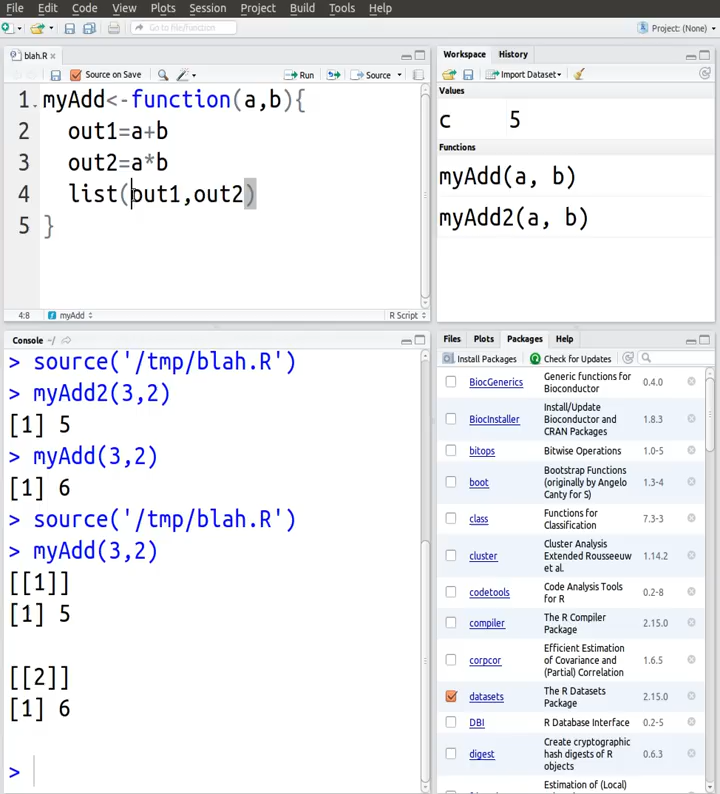 File Edit Code View Plots Session Project Build Tools Help
Go to file/function
Project: (None)
blah.R
Source on Save
Run
Source
1 myAdd<-function(a,b){
2 out1=a+b
3 out2=a*b
4 list(out1,out2)
5 }
4:8
myAdd
R Script
Console ~/
> source('/tmp/blah.R')
> myAdd2(3,2)
[1] 5
> myAdd(3,2)
[1] 6
> source('/tmp/blah.R')
> myAdd(3,2)
[[1]]
[1] 5
[[2]]
[1] 6
>
Workspace History
Import Dataset
Values
c 5
Functions
myAdd(a, b)
myAdd2(a, b)
Files Plots Packages Help
Install Packages Check for Updates
BiocGenerics Generic functions for Bioconductor 0.4.0
BiocInstaller Install/Update Bioconductor and CRAN Packages 1.8.3
bitops Bitwise Operations 1.0-5
boot Bootstrap Functions (originally by Angelo Canty for S) 1.3-4
class Functions for Classification 7.3-3
cluster Cluster Analysis Extended Rousseeuw et al. 1.14.2
codetools Code Analysis Tools for R 0.2-8
compiler The R Compiler Package 2.15.0
corpcor Efficient Estimation of Covariance and (Partial) Correlation 1.6.5
datasets The R Datasets Package 2.15.0
DBI R Database Interface 0.2-5
digest Create cryptographic hash digests of R objects 0.6.3
Estimation of (Local)